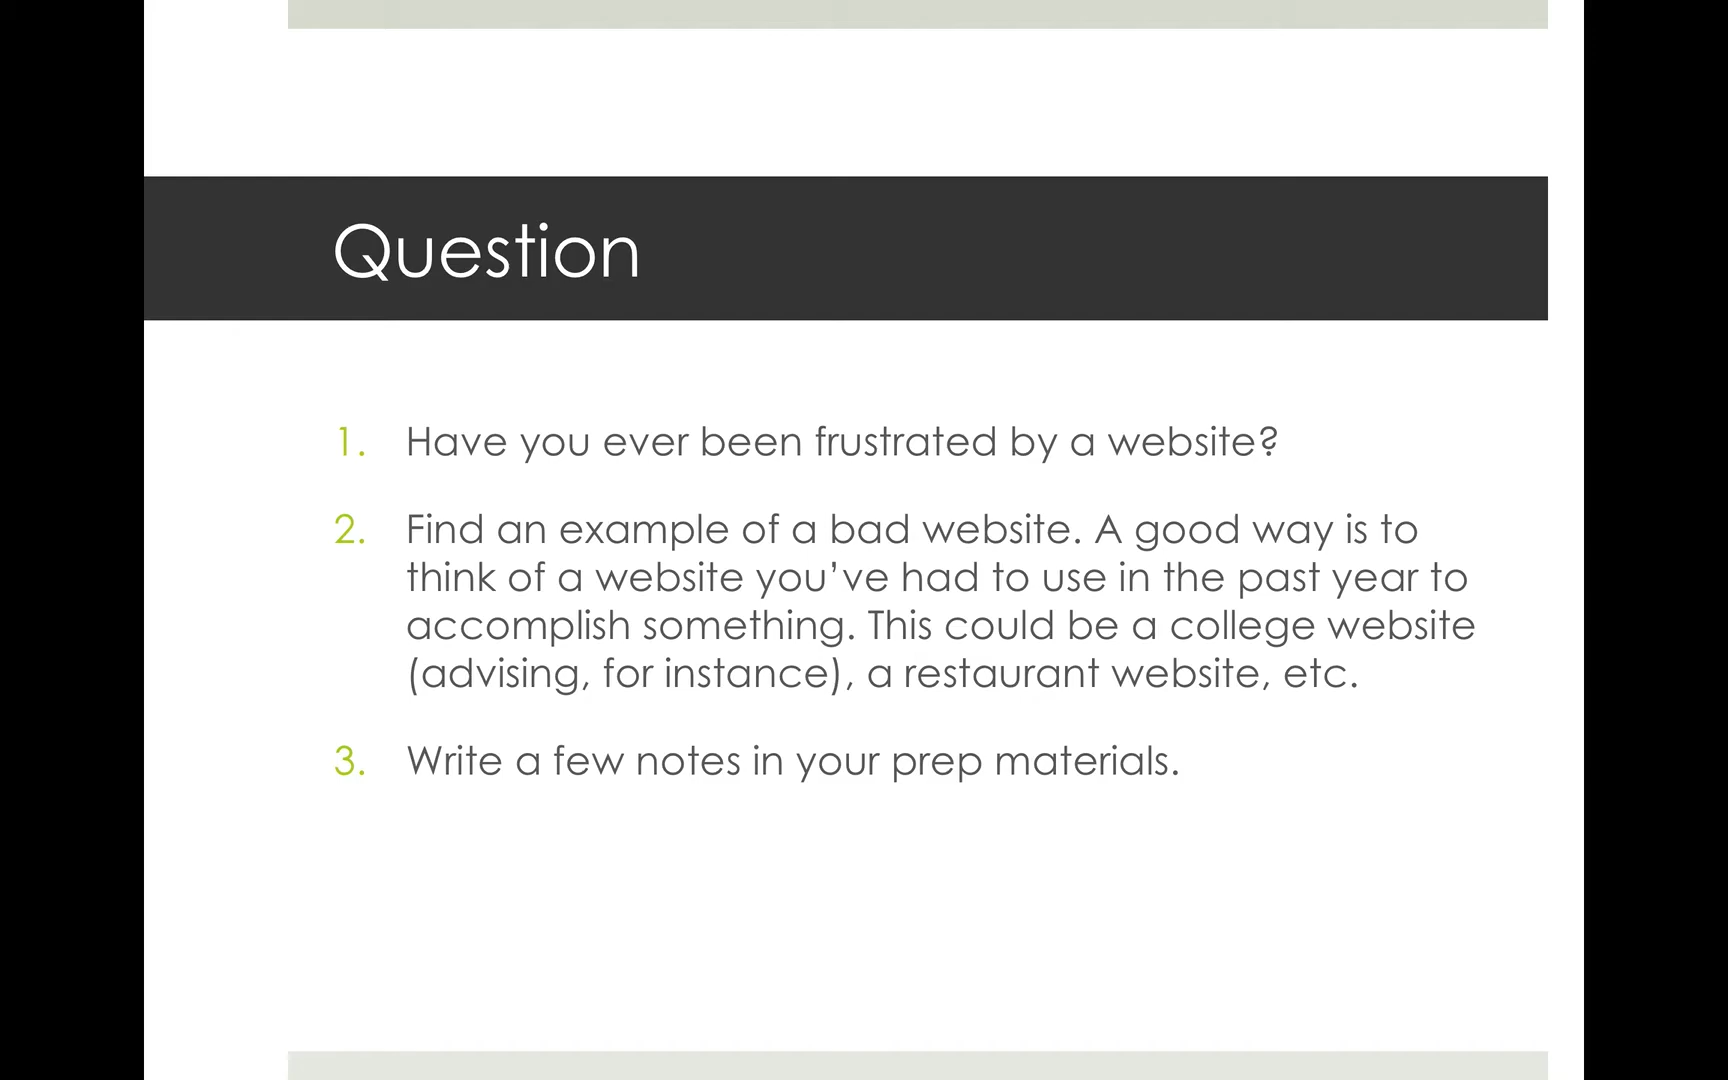 Question
1. Have you ever been frustrated by a website?
2. Find an example of a bad website. A good way is to
think of a website you’ve had to use in the past year to
accomplish something. This could be a college website
(advising, for instance), a restaurant website, etc.
3. Write a few notes in your prep materials.